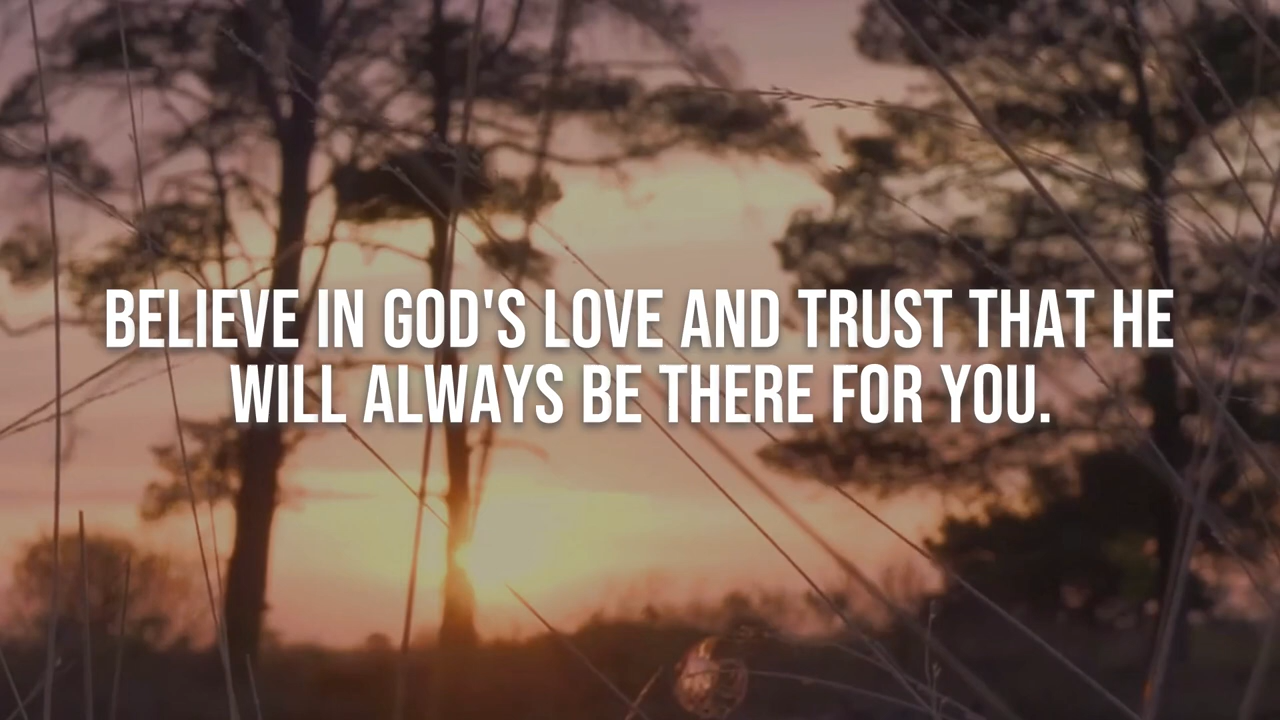 BELIEVE IN GOD'S LOVE AND TRUST THAT HE
WILL ALWAYS BE THERE FOR YOU.